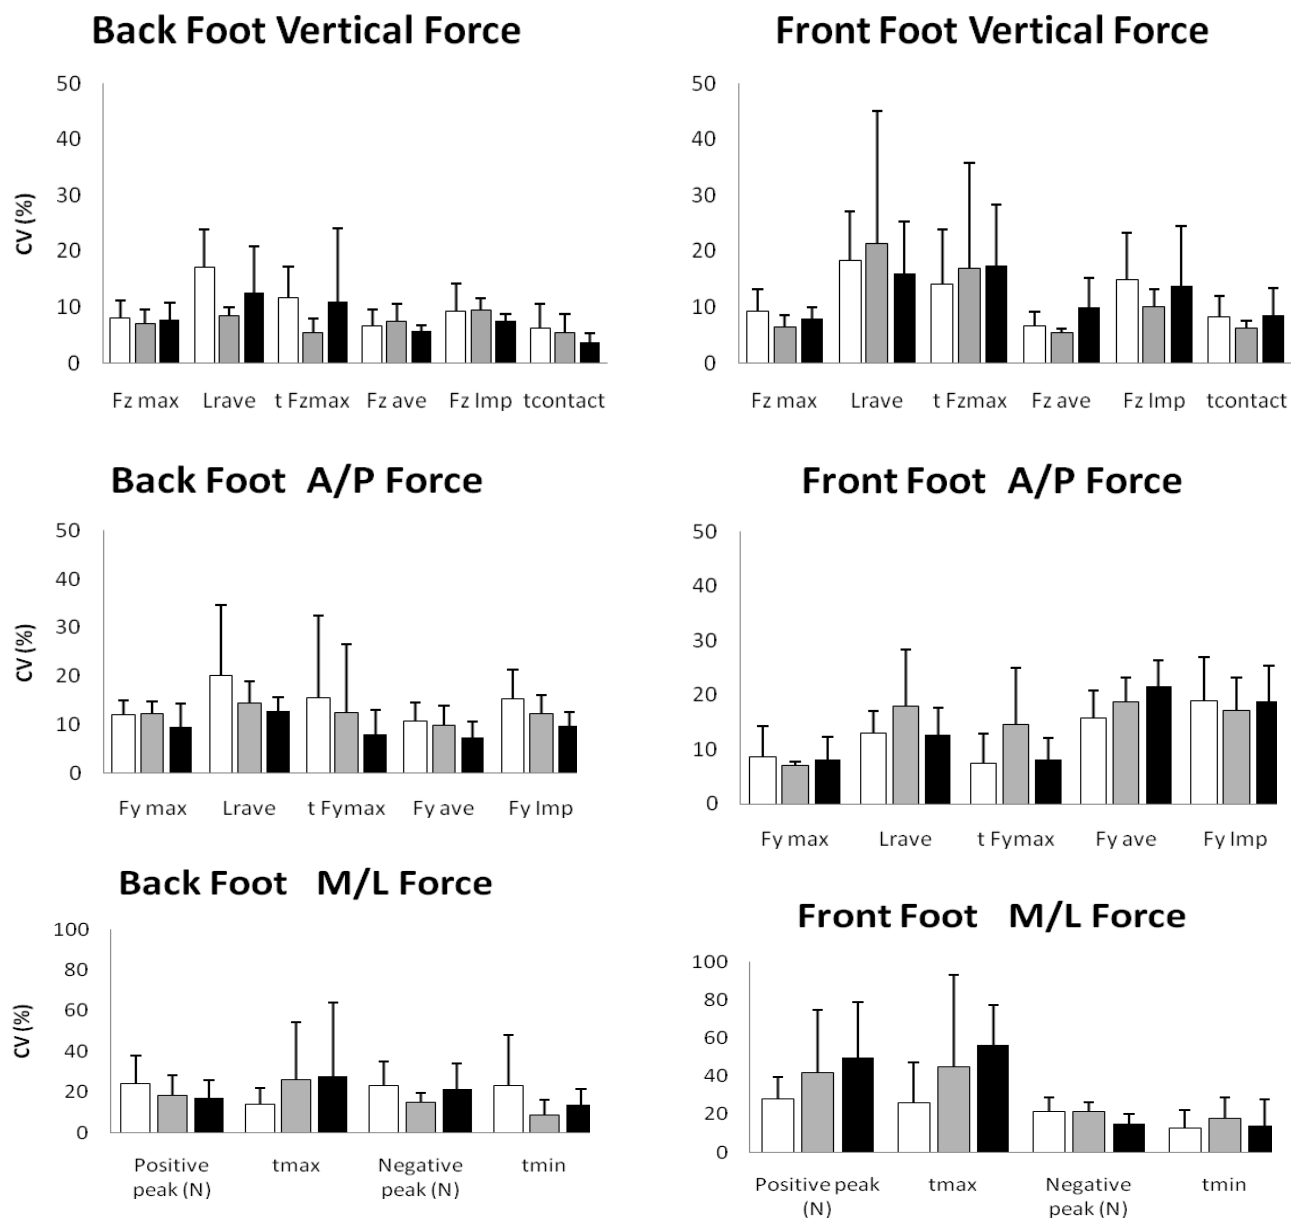 Back Foot Vertical Force
50
40
30
20
10
0
CV (%)
Fz max Lrave t Fzmax Fz ave Fz Imp tcontact
Front Foot Vertical Force
50
40
30
20
10
0
Fz max Lrave t Fzmax Fz ave Fz Imp tcontact
Back Foot A/P Force
50
40
30
20
10
0
CV (%)
Fy max Lrave t Fymax Fy ave Fy Imp
Front Foot A/P Force
50
40
30
20
10
0
Fy max Lrave t Fymax Fy ave Fy Imp
Back Foot M/L Force
100
80
60
40
20
0
CV (%)
Positive tmax Negative tmin
peak (N) peak (N)
Front Foot M/L Force
100
80
60
40
20
0
Positive peak tmax Negative tmin
(N) peak (N)